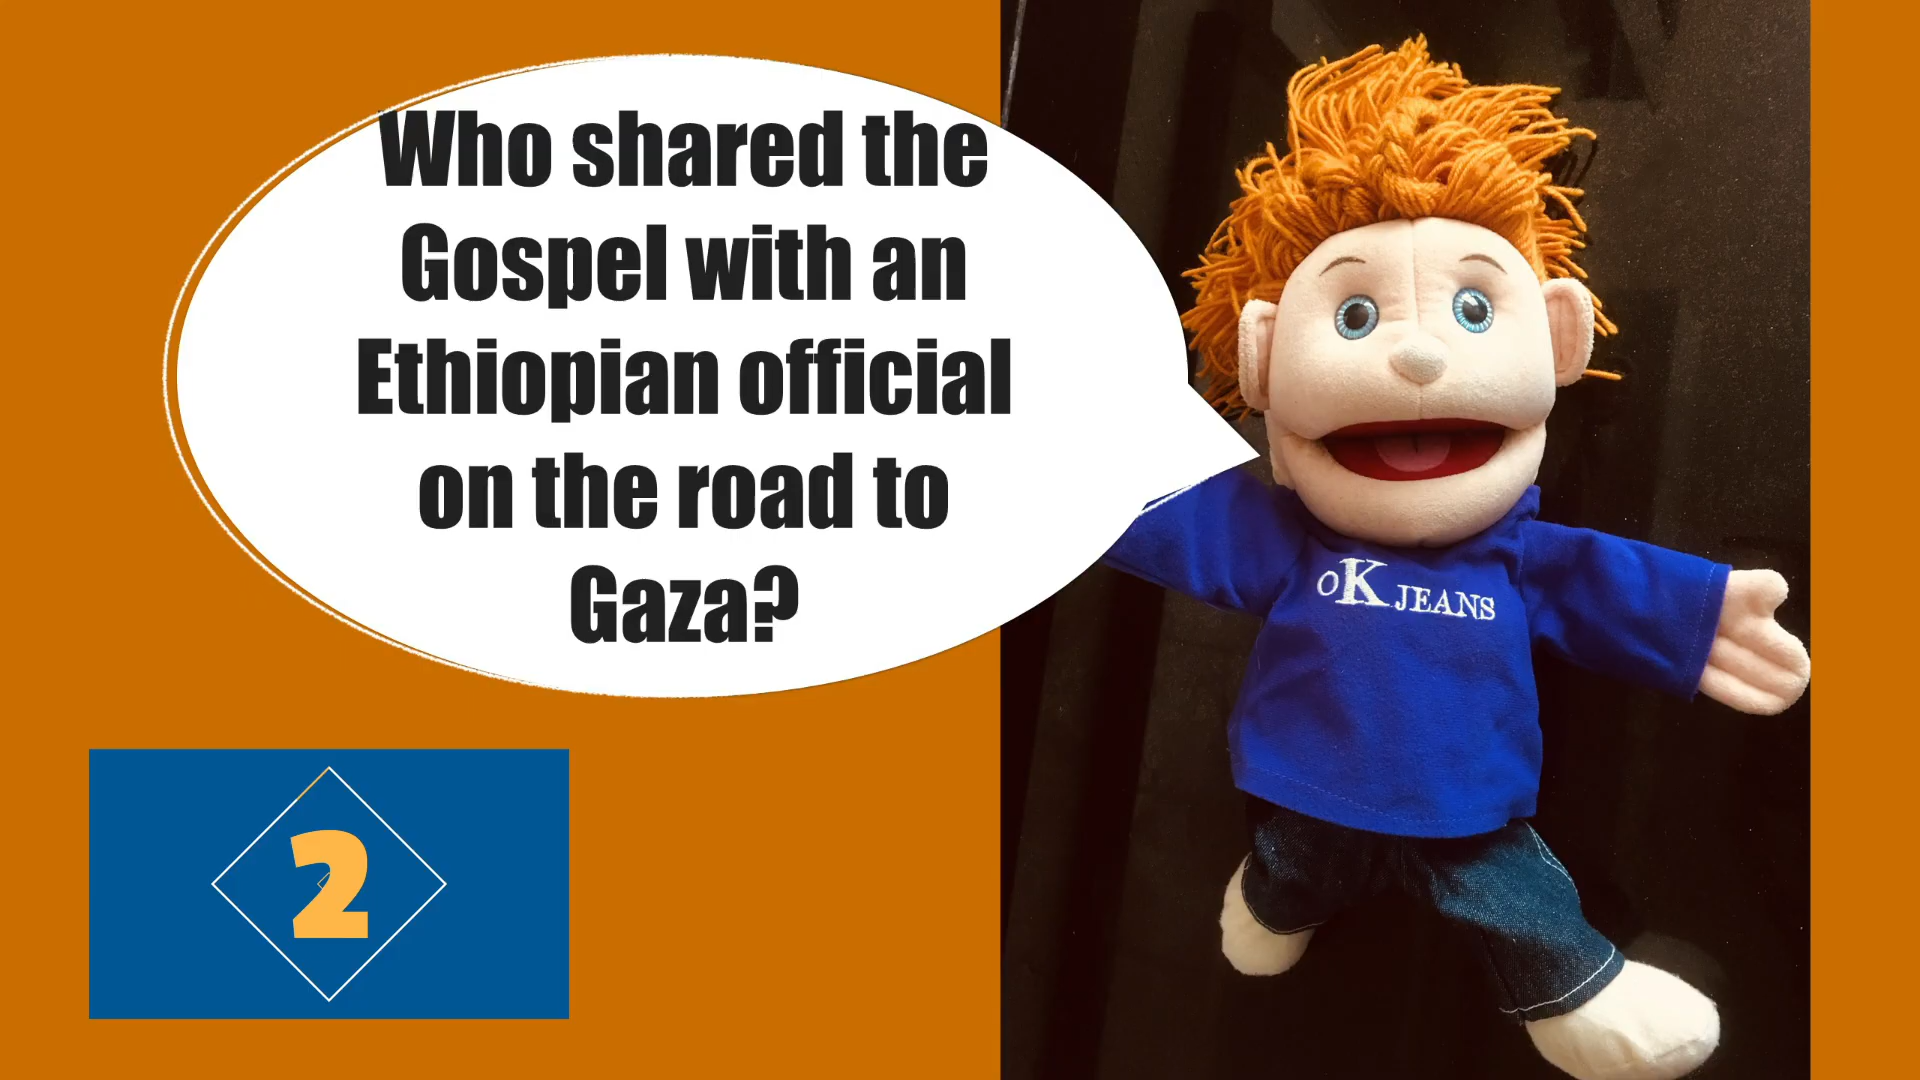 Who shared the
Gospel with an
Ethiopian official
on the road to
Gaza?
oK JEANS
2